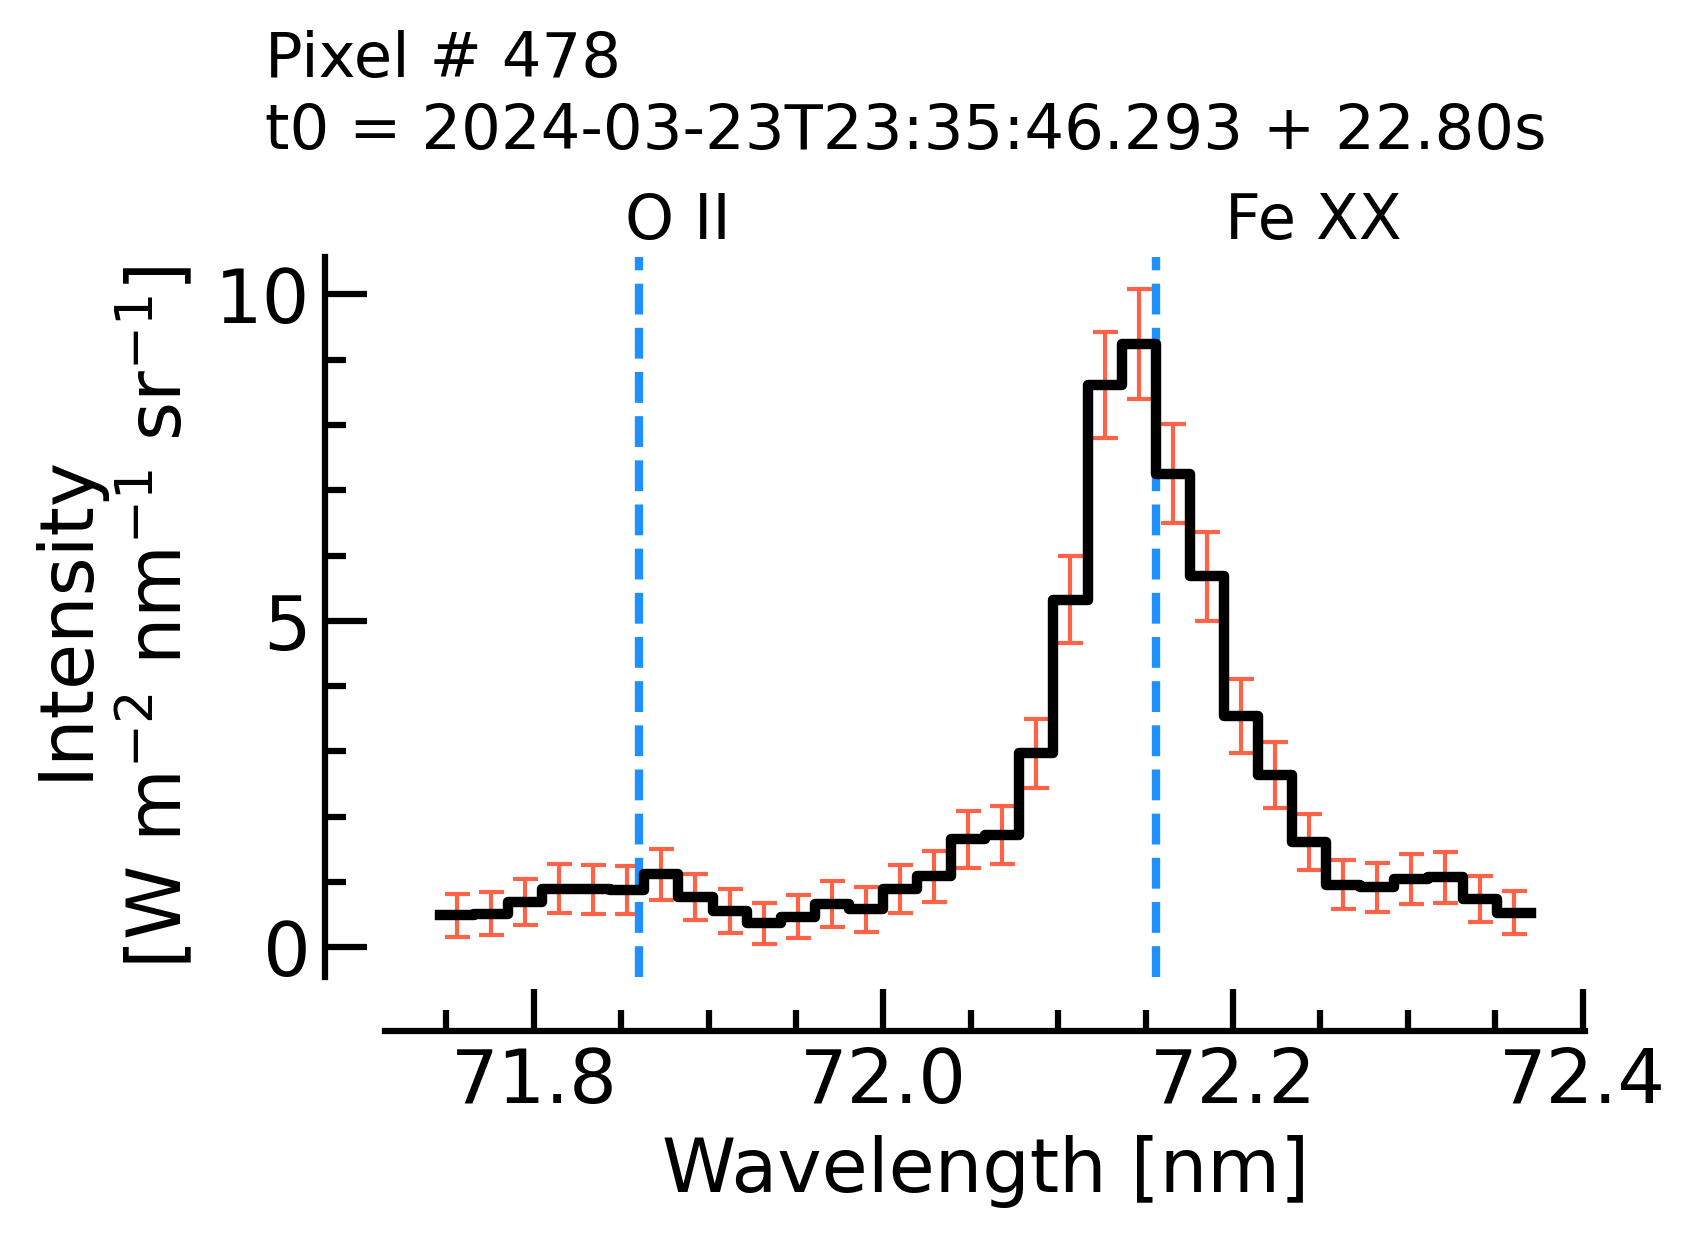 Pixel # 478
t0 = 2024-03-23T23:35:46.293 + 22.80s
O II
Fe XX
Intensity
[W m⁻² nm⁻¹ sr⁻¹]
10
5
0
71.8
72.0
72.2
72.4
Wavelength [nm]